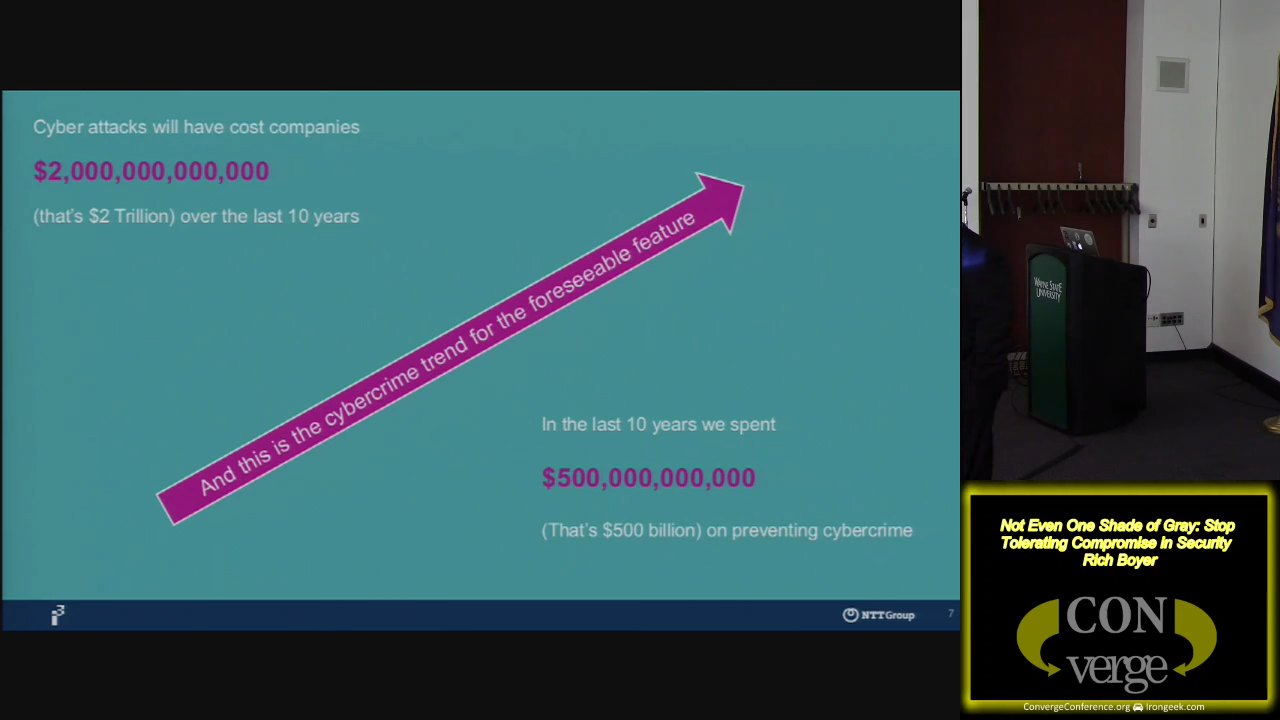 Cyber attacks will have cost companies
$2,000,000,000,000
(that's $2 Trillion) over the last 10 years
And this is the cybercrime trend for the foreseeable feature
In the last 10 years we spent
$500,000,000,000
(That's $500 billion) on preventing cybercrime
i3
NTTGroup
7
WAYNE STATE
UNIVERSITY
Not Even One Shade of Gray: Stop
Tolerating Compromise In Security
Rich Boyer
CON
verge
ConvergeConference.org Irongeek.com